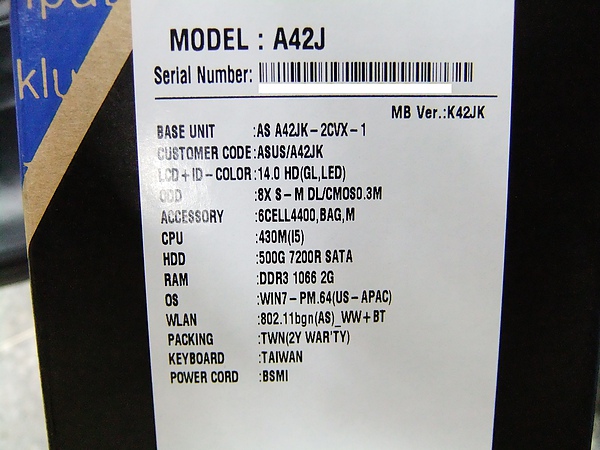 klu
MODEL : A42J
Serial Number:
MB Ver.:K42JK
BASE UNIT :AS A42JK-2CVX-1
CUSTOMER CODE :ASUS/A42JK
LCD+ID-COLOR :14.0 HD(GL,LED)
ODD :8X S-M DL/CMOS0.3M
ACCESSORY :6CELL4400,BAG,M
CPU :430M(I5)
HDD :500G 7200R SATA
RAM :DDR3 1066 2G
OS :WIN7-PM.64(US-APAC)
WLAN :802.11bgn(AS)_WW+BT
PACKING :TWN(2Y WAR'TY)
KEYBOARD :TAIWAN
POWER CORD :BSMI